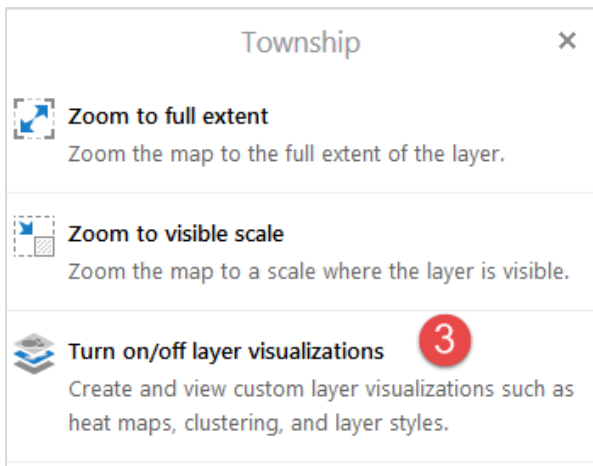 Township
Zoom to full extent
Zoom the map to the full extent of the layer.
Zoom to visible scale
Zoom the map to a scale where the layer is visible.
Turn on/off layer visualizations 3
Create and view custom layer visualizations such as
heat maps, clustering, and layer styles.